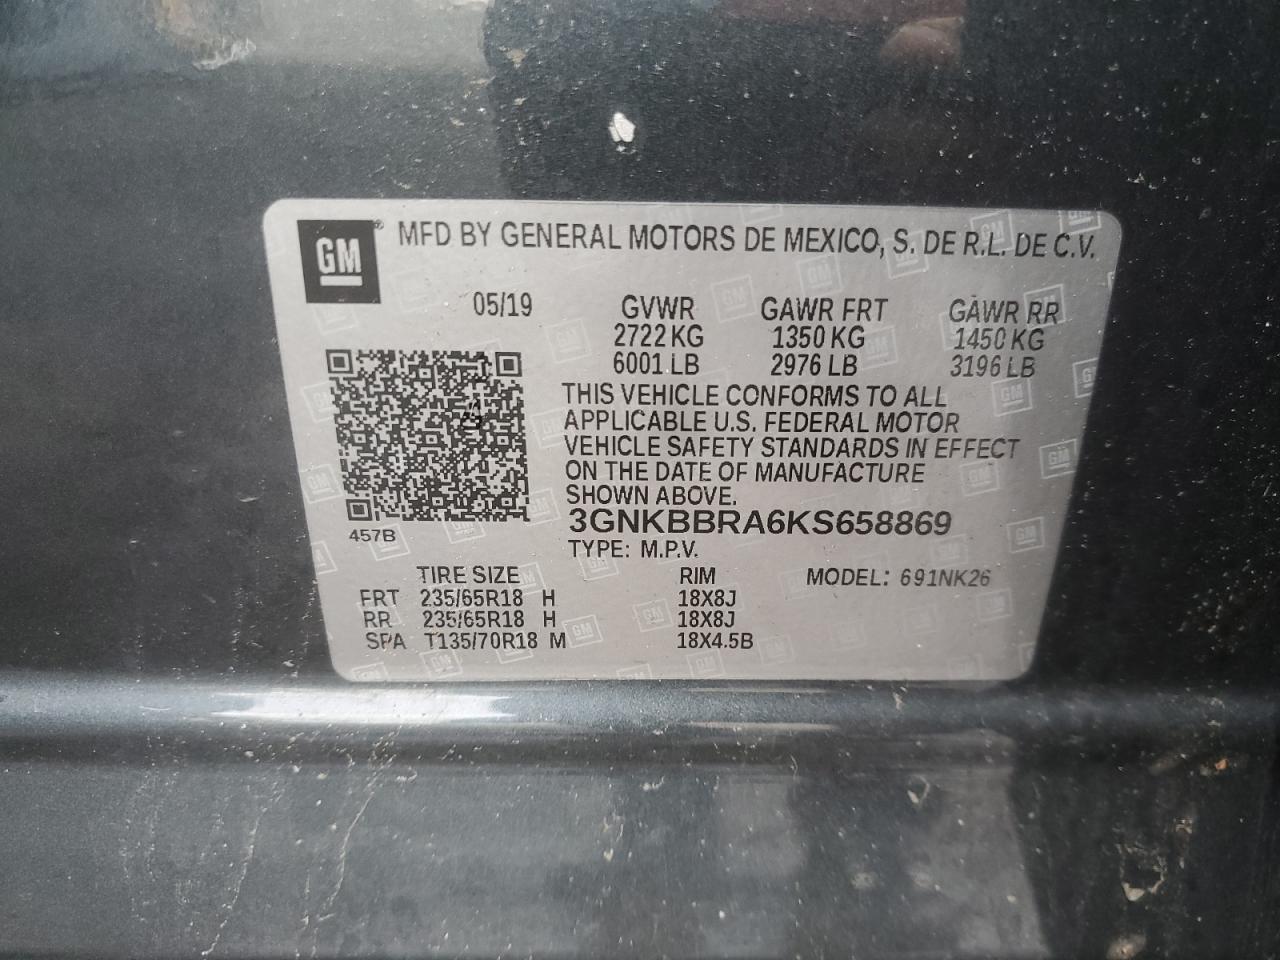 GM ® MFD BY GENERAL MOTORS DE MEXICO, S. DE R.L. DE C.V.
05/19 GVWR GAWR FRT GAWR RR
2722 KG 1350 KG 1450 KG
6001 LB 2976 LB 3196 LB
THIS VEHICLE CONFORMS TO ALL
APPLICABLE U.S. FEDERAL MOTOR
VEHICLE SAFETY STANDARDS IN EFFECT
ON THE DATE OF MANUFACTURE
SHOWN ABOVE.
3GNKBBRA6KS658869
457B
TYPE: M.P.V.
TIRE SIZE RIM MODEL: 691NK26
FRT 235/65R18 H 18X8J
RR 235/65R18 H 18X8J
SPA T135/70R18 M 18X4.5B